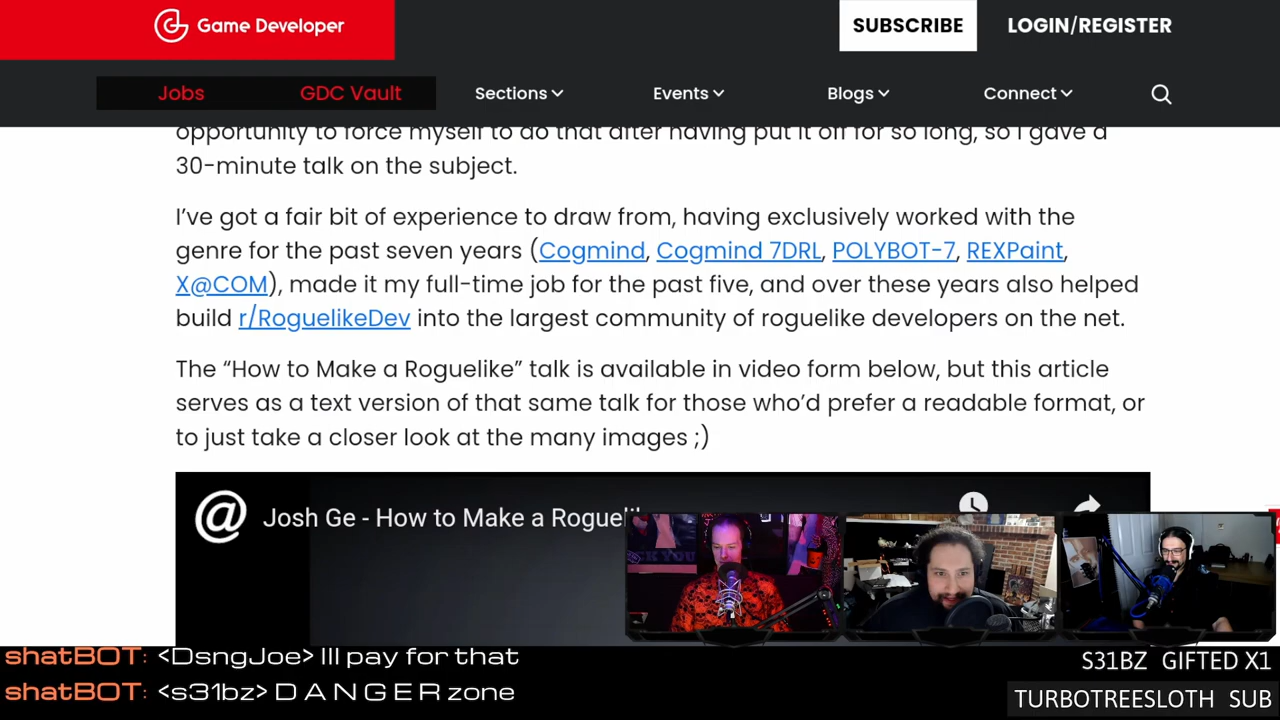 Game Developer
SUBSCRIBE
LOGIN/REGISTER
Jobs
GDC Vault
Sections
Events
Blogs
Connect
opportunity to force myself to do that after having put it off for so long, so I gave a
30-minute talk on the subject.
I've got a fair bit of experience to draw from, having exclusively worked with the
genre for the past seven years (Cogmind, Cogmind 7DRL, POLYBOT-7, REXPaint,
X@COM), made it my full-time job for the past five, and over these years also helped
build r/RoguelikeDev into the largest community of roguelike developers on the net.
The “How to Make a Roguelike” talk is available in video form below, but this article
serves as a text version of that same talk for those who'd prefer a readable format, or
to just take a closer look at the many images ;)
@ Josh Ge - How to Make a
shatBOT: <DsngJoe> Ill pay for that
shatBOT: <s31bz> D A N G E R zone
S31BZ GIFTED X1
TURBOTREESLOTH SUB